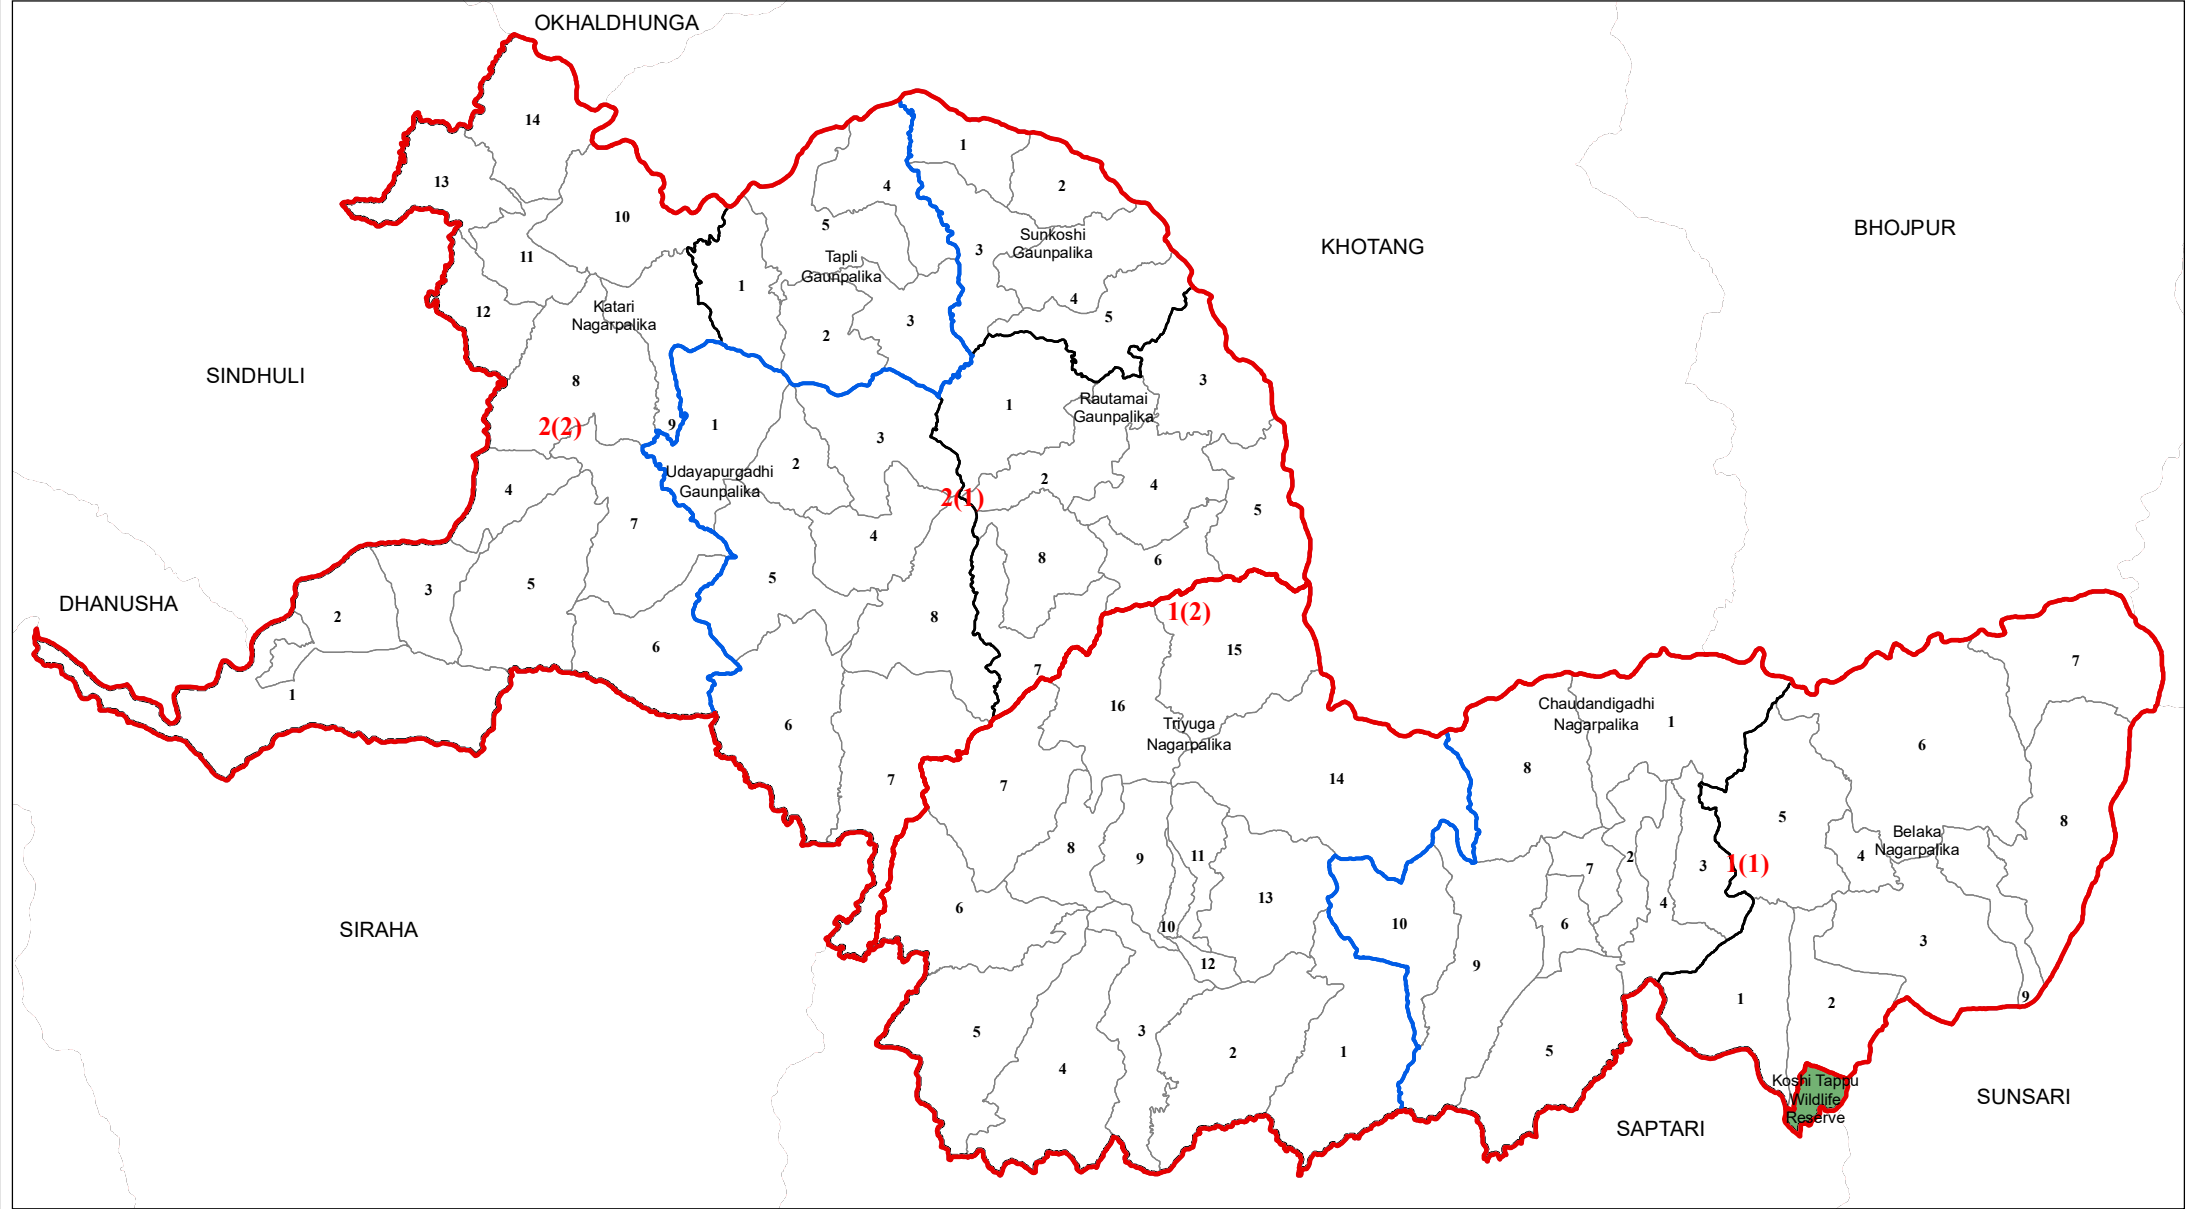 OKHALDHUNGA
14
1
13
4
2
10
5
BHOJPUR
Sunkoshi
Gaunpalika
3
KHOTANG
11
Tapli
Gaunpalika
1
4
12
Katari
Nagarpalika
3
5
2
SINDHULI
8
3
1
Rautamai
Gaunpalika
2(2)
9
1
3
2
Udayapurgadhi
Gaunpalika
2
4
4
2(1)
5
7
4
8
6
5
5
3
DHANUSHA
2
1(2)
8
6
15
7
7
1
16
Chaudandigadhi
Nagarpalika
1
6
Triyuga
Nagarpalika
6
8
7
7
14
5
8
Belaka
Nagarpalika
8
9
11
2
4
7
3
1(1)
13
6
4
10
6
10
SIRAHA
3
12
9
1
2
9
5
3
2
1
5
4
Koshi Tappu
Wildlife
Reserve
SUNSARI
SAPTARI